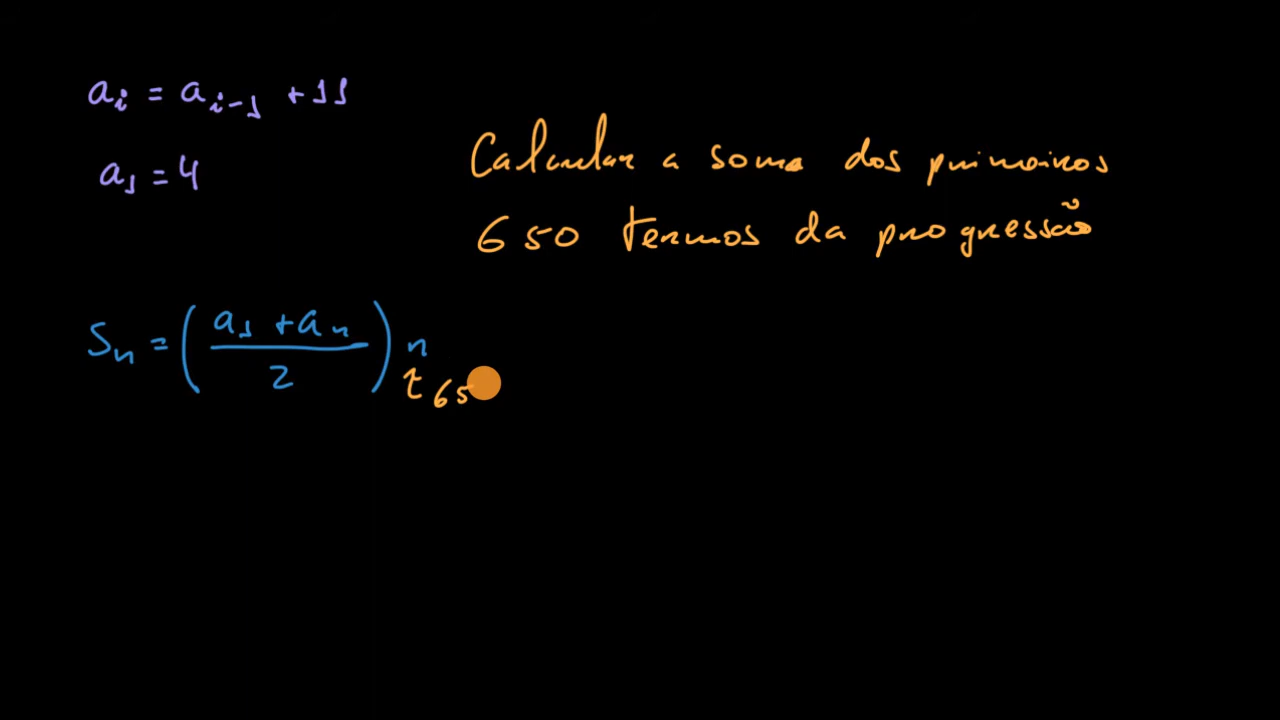 aᵢ = aᵢ₋₁ + 11
a₁ = 4
Calcular a soma dos primeiros
650 termos da progressão
Sₙ = ( (a₁ + aₙ) / 2 ) n
↑ 65